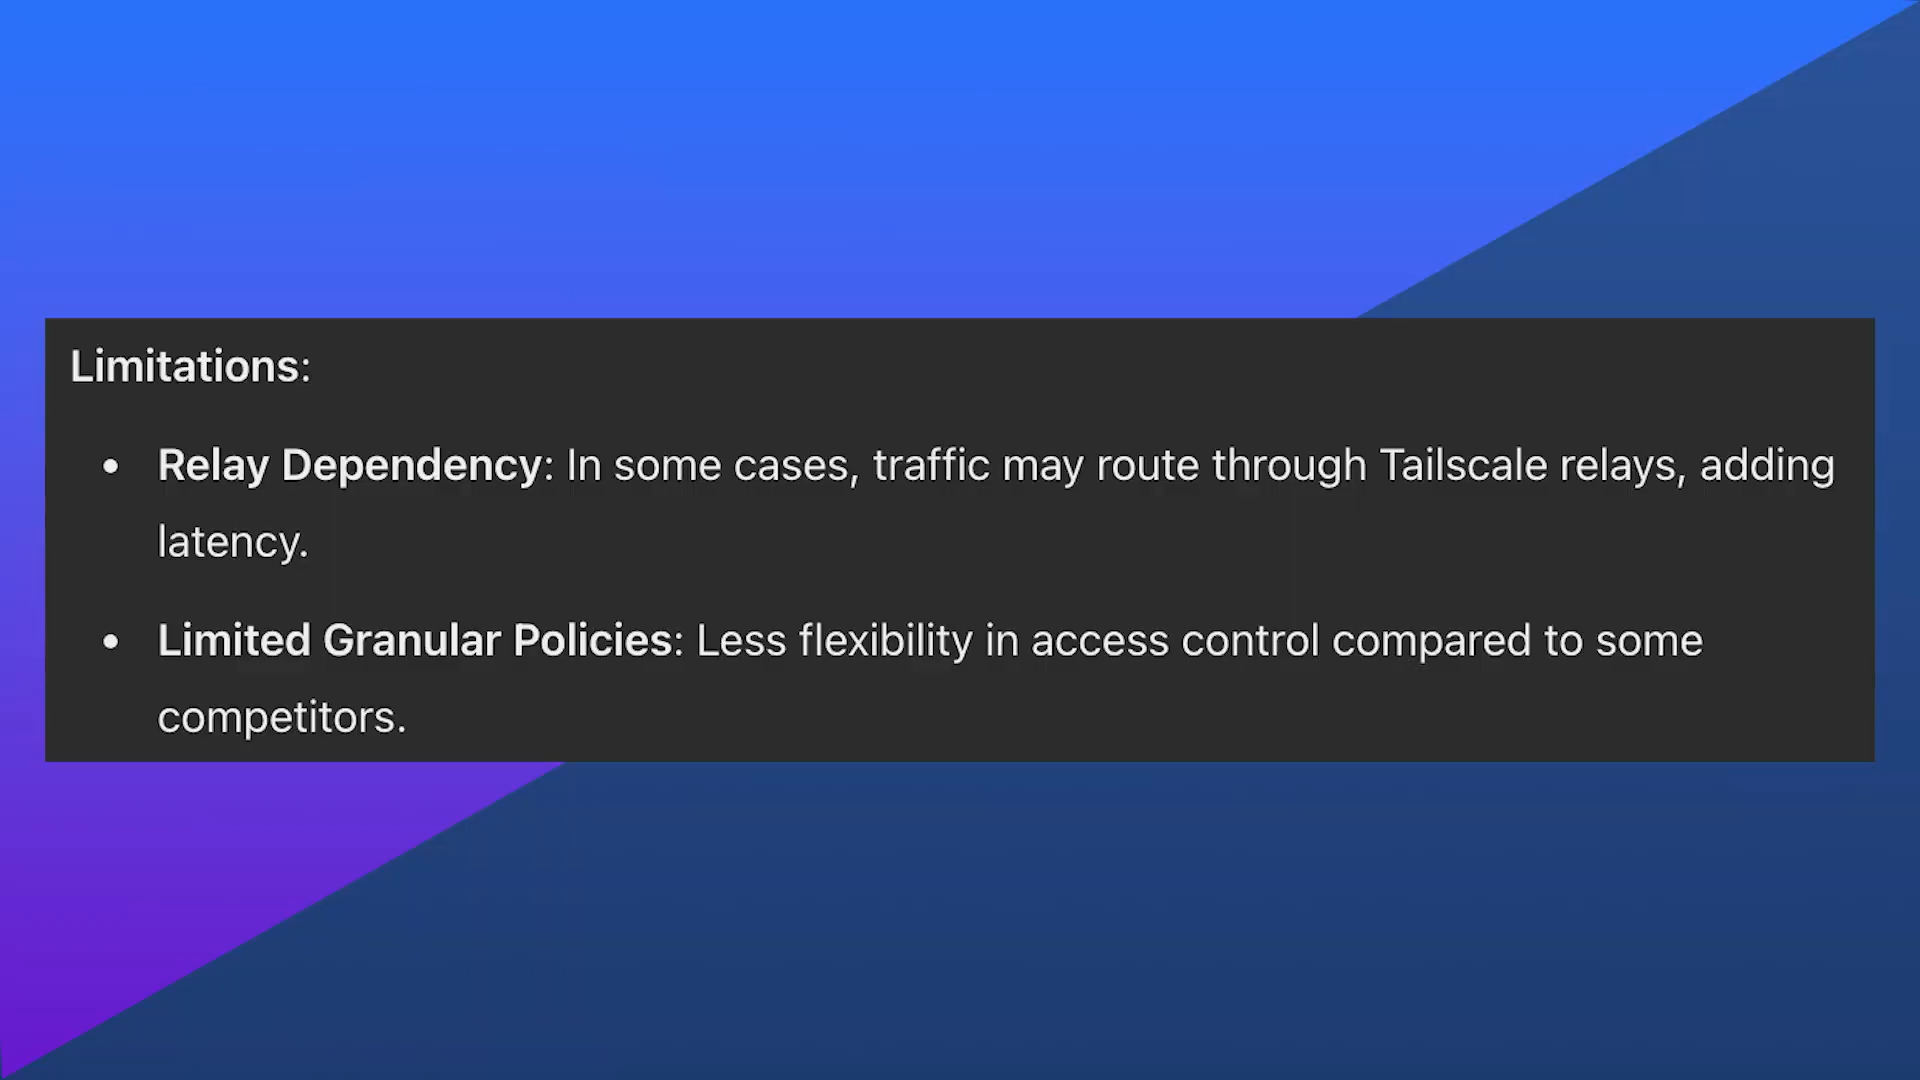 Limitations:
• Relay Dependency: In some cases, traffic may route through Tailscale relays, adding
latency.
• Limited Granular Policies: Less flexibility in access control compared to some
competitors.